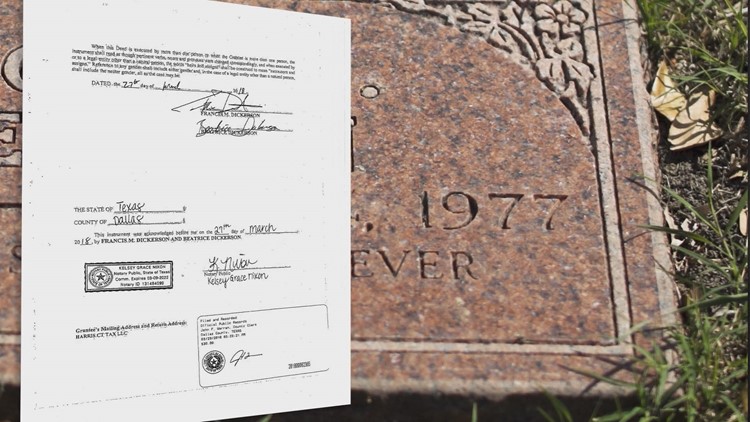 When this Deed is executed by more than one person, or when the Grantee is more than one person, the
instrument shall read as though pertinent verbs, nouns and pronouns were changed correspondingly, and when executed by
or to a legal entity other than a natural person, the words "heirs and assigns" shall be construed to mean "successors and
assigns." Reference to any gender shall include either gender and, in the case of a legal entity other than a natural person,
shall include the neuter gender, all as the case may be.
DATED the 27th day of March 2018
FRANCIS M. DICKERSON
Beatrice Dickerson
THE STATE OF Texas §
COUNTY OF Dallas §
This instrument was acknowledged before me on the 27th day of March
2018, by FRANCIS M. DICKERSON AND BEATRICE DICKERSON.
KELSEY GRACE NIXON
Notary Public, State of Texas
Comm. Expires
Notary ID
K Nixon
Notary Public
Kelsey Grace Nixon
Grantee's Mailing Address and Return Address:
HARRIS CT TAX LLC
Filed and Recorded
Official Public Records
John F. Warren, County Clerk
Dallas County, TEXAS
1977
EVER